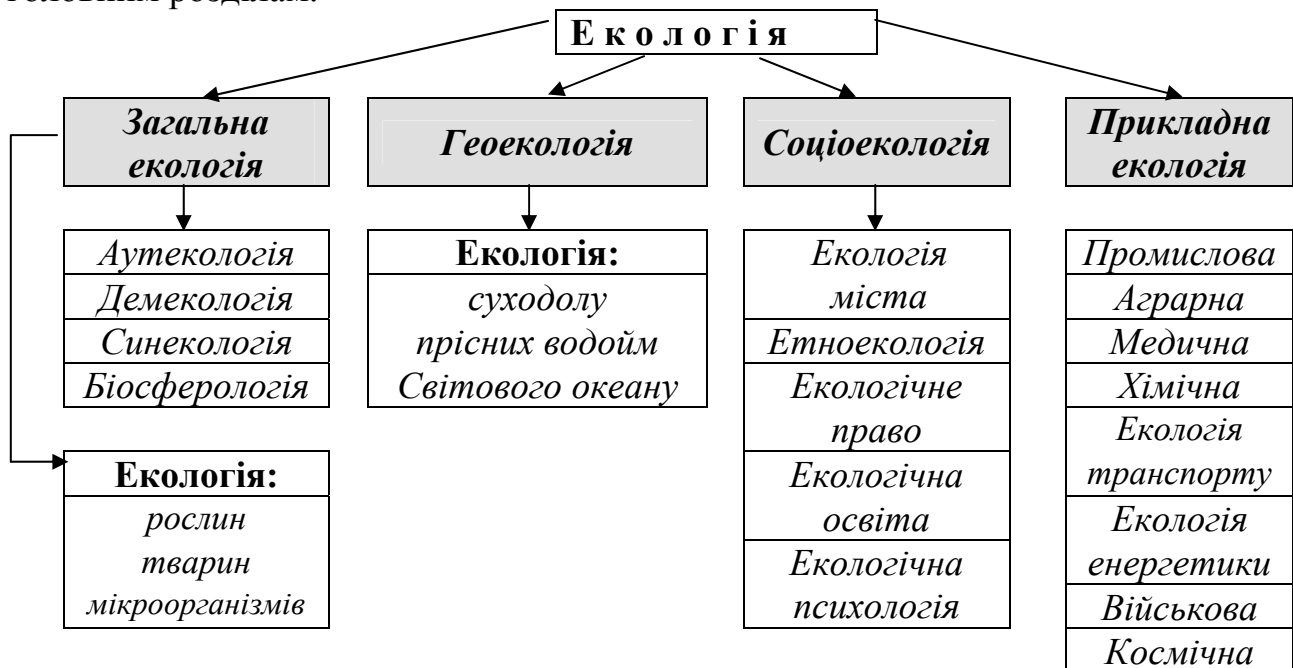 головним розділам.
Е к о л о г і я
Загальна
екологія
Геоекологія
Соціоекологія
Прикладна
екологія
Аутекологія
Демекологія
Синекологія
Біосферологія
Екологія:
рослин
тварин
мікроорганізмів
Екологія:
суходолу
прісних водойм
Світового океану
Екологія
міста
Етноекологія
Екологічне
право
Екологічна
освіта
Екологічна
психологія
Промислова
Аграрна
Медична
Хімічна
Екологія
транспорту
Екологія
енергетики
Військова
Космічна